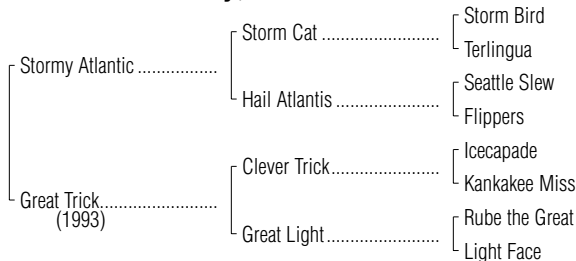 Storm Bird
Storm Cat ........................
Terlingua
Stormy Atlantic ................
Seattle Slew
Hail Atlantis .....................
Flippers
Icecapade
Clever Trick......................
Kankakee Miss
Great Trick.......................
(1993)
Rube the Great
Great Light.......................
Light Face